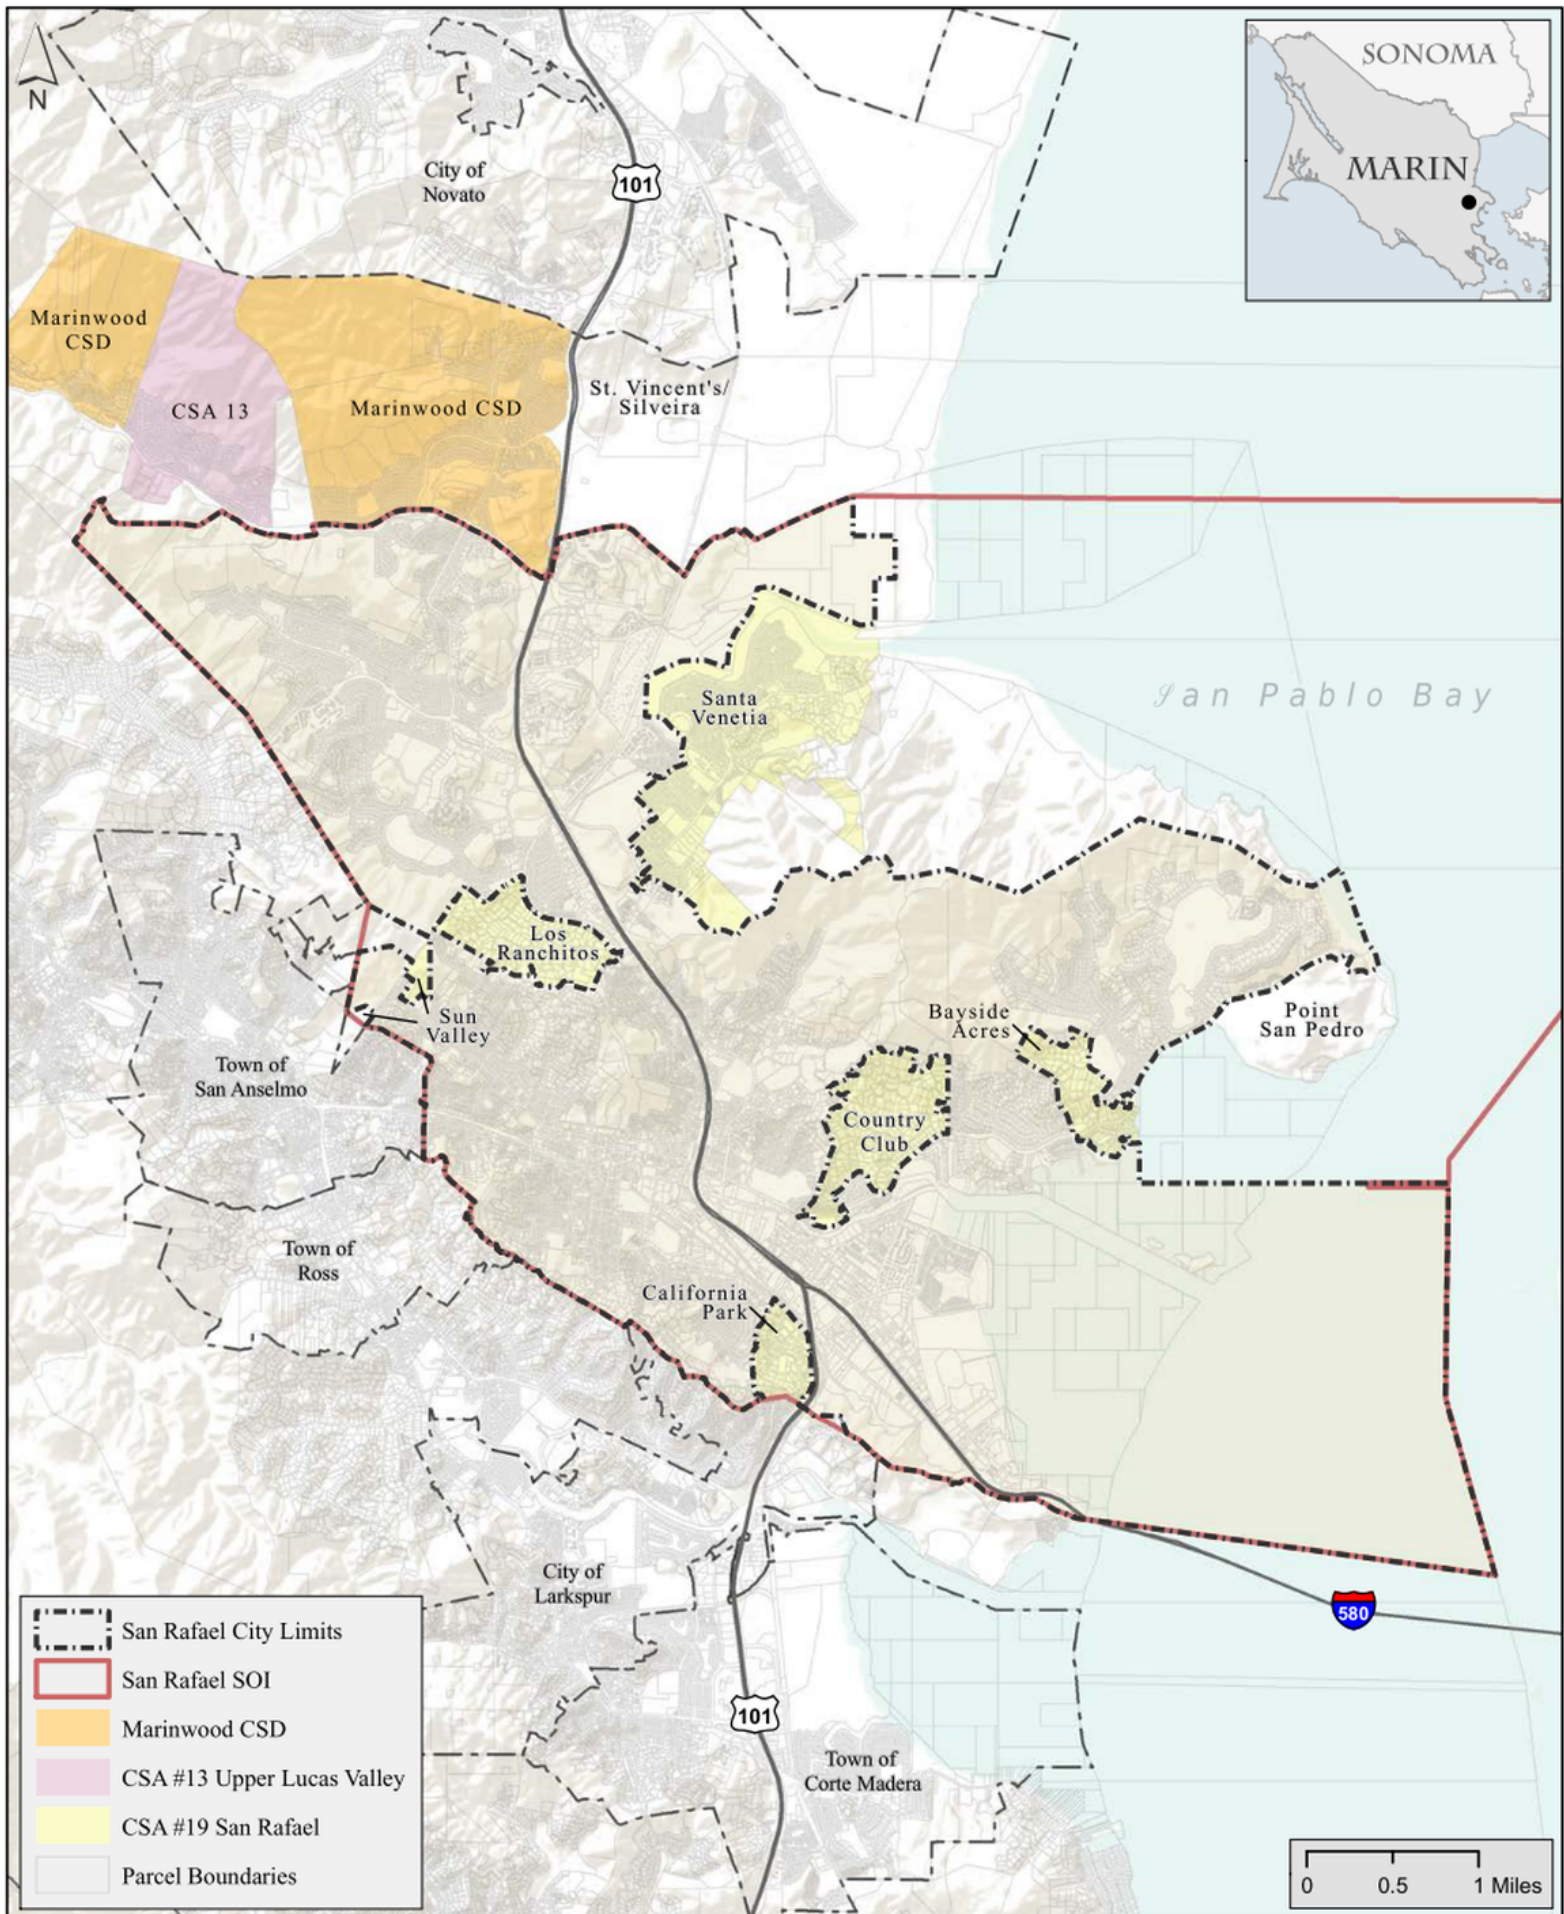 N
SONOMA
MARIN
City of
Novato
101
Marinwood
CSD
CSA 13
Marinwood CSD
St. Vincent's/
Silveira
San Pablo Bay
Santa
Venetia
Los
Ranchitos
Sun
Valley
Bayside
Acres
Point
San Pedro
Town of
San Anselmo
Country
Club
Town of
Ross
California
Park
City of
Larkspur
580
101
Town of
Corte Madera
San Rafael City Limits
San Rafael SOI
Marinwood CSD
CSA #13 Upper Lucas Valley
CSA #19 San Rafael
Parcel Boundaries
0 0.5 1 Miles